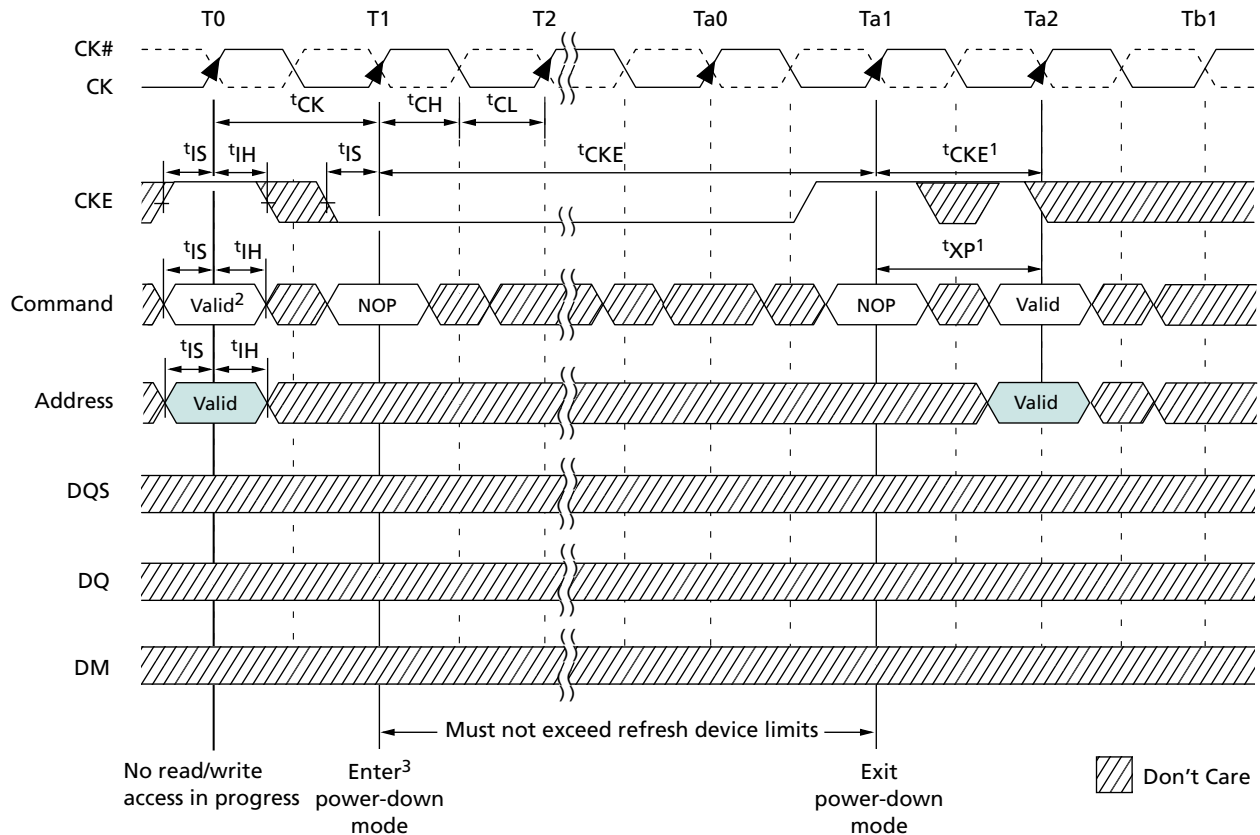 T0 T1 T2 Ta0 Ta1 Ta2 Tb1
CK#
CK
tCK tCH tCL
tIS tIH tIS tCKE tCKE1
CKE
tIS tIH tXP1
Command Valid2 NOP NOP Valid
tIS tIH
Address Valid Valid
DQS
DQ
DM
Must not exceed refresh device limits
No read/write
access in progress
Enter3
power-down
mode
Exit
power-down
mode
Don't Care